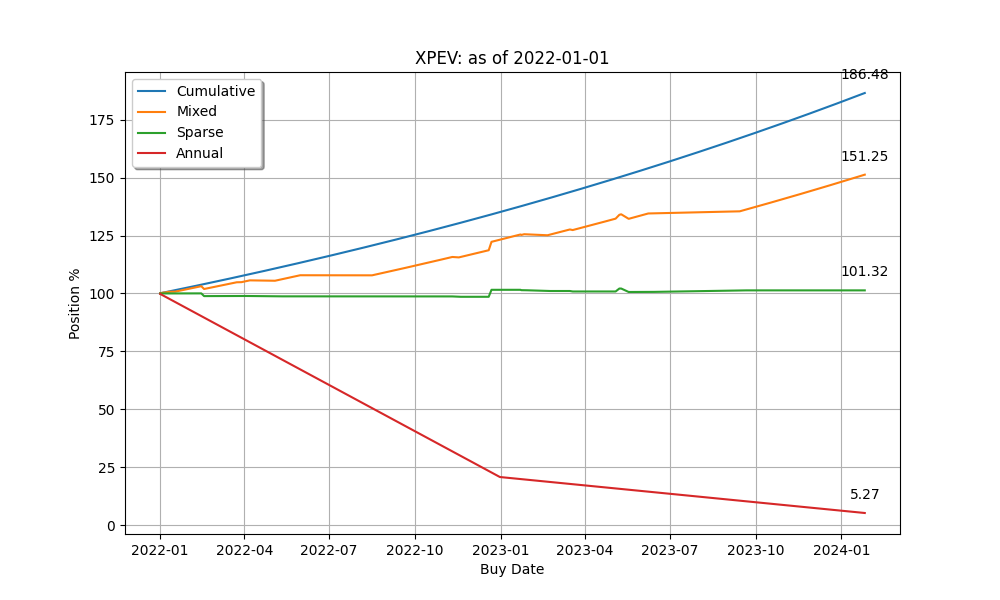 XPEV: as of 2022-01-01
Cumulative
Mixed
Sparse
Annual
186.48
151.25
101.32
5.27
Position %
175
150
125
100
75
50
25
0
2022-01 2022-04 2022-07 2022-10 2023-01 2023-04 2023-07 2023-10 2024-01
Buy Date